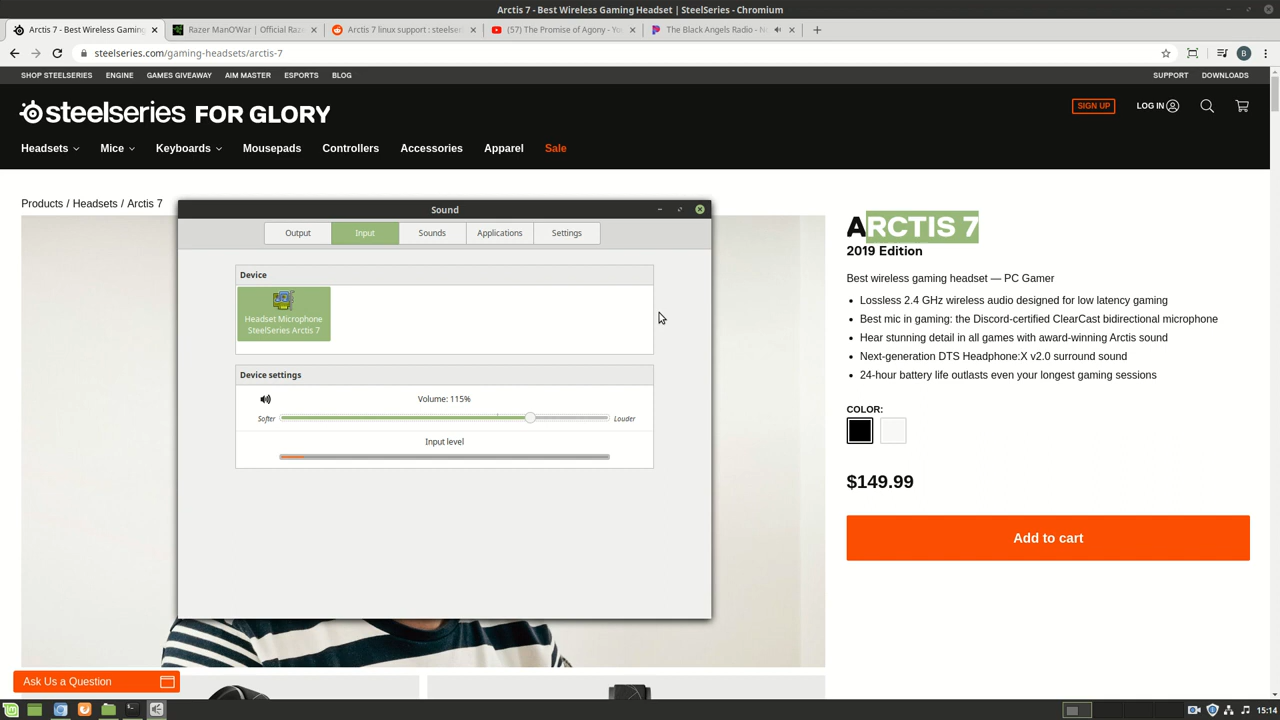 Arctis 7 - Best Wireless Gaming Headset | SteelSeries - Chromium
Arctis 7 - Best Wireless Gaming
Razer ManO'War | Official Raze
Arctis 7 linux support : steelser
(57) The Promise of Agony - Yo
The Black Angels Radio - N
steelseries.com/gaming-headsets/arctis-7
B
SHOP STEELSERIES ENGINE GAMES GIVEAWAY AIM MASTER ESPORTS BLOG SUPPORT DOWNLOADS
steelseries FOR GLORY
SIGN UP
LOG IN
Headsets Mice Keyboards Mousepads Controllers Accessories Apparel Sale
Products / Headsets / Arctis 7
Sound
Output Input Sounds Applications Settings
Device
Headset Microphone
SteelSeries Arctis 7
Device settings
Volume: 115%
Softer
Louder
Input level
ARCTIS 7
2019 Edition
Best wireless gaming headset — PC Gamer
Lossless 2.4 GHz wireless audio designed for low latency gaming
Best mic in gaming: the Discord-certified ClearCast bidirectional microphone
Hear stunning detail in all games with award-winning Arctis sound
Next-generation DTS Headphone:X v2.0 surround sound
24-hour battery life outlasts even your longest gaming sessions
COLOR:
$149.99
Add to cart
Ask Us a Question
15:14